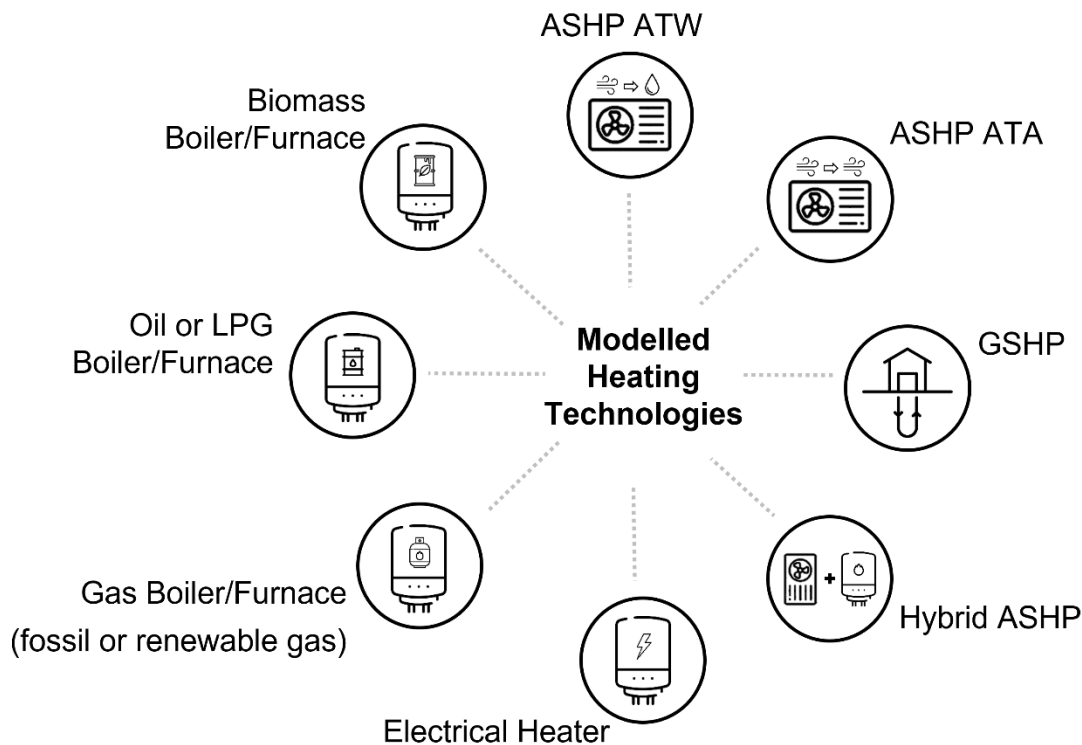 ASHP ATW
Biomass
Boiler/Furnace
ASHP ATA
Oil or LPG
Boiler/Furnace
Modelled
Heating
Technologies
GSHP
Gas Boiler/Furnace
(fossil or renewable gas)
Hybrid ASHP
Electrical Heater